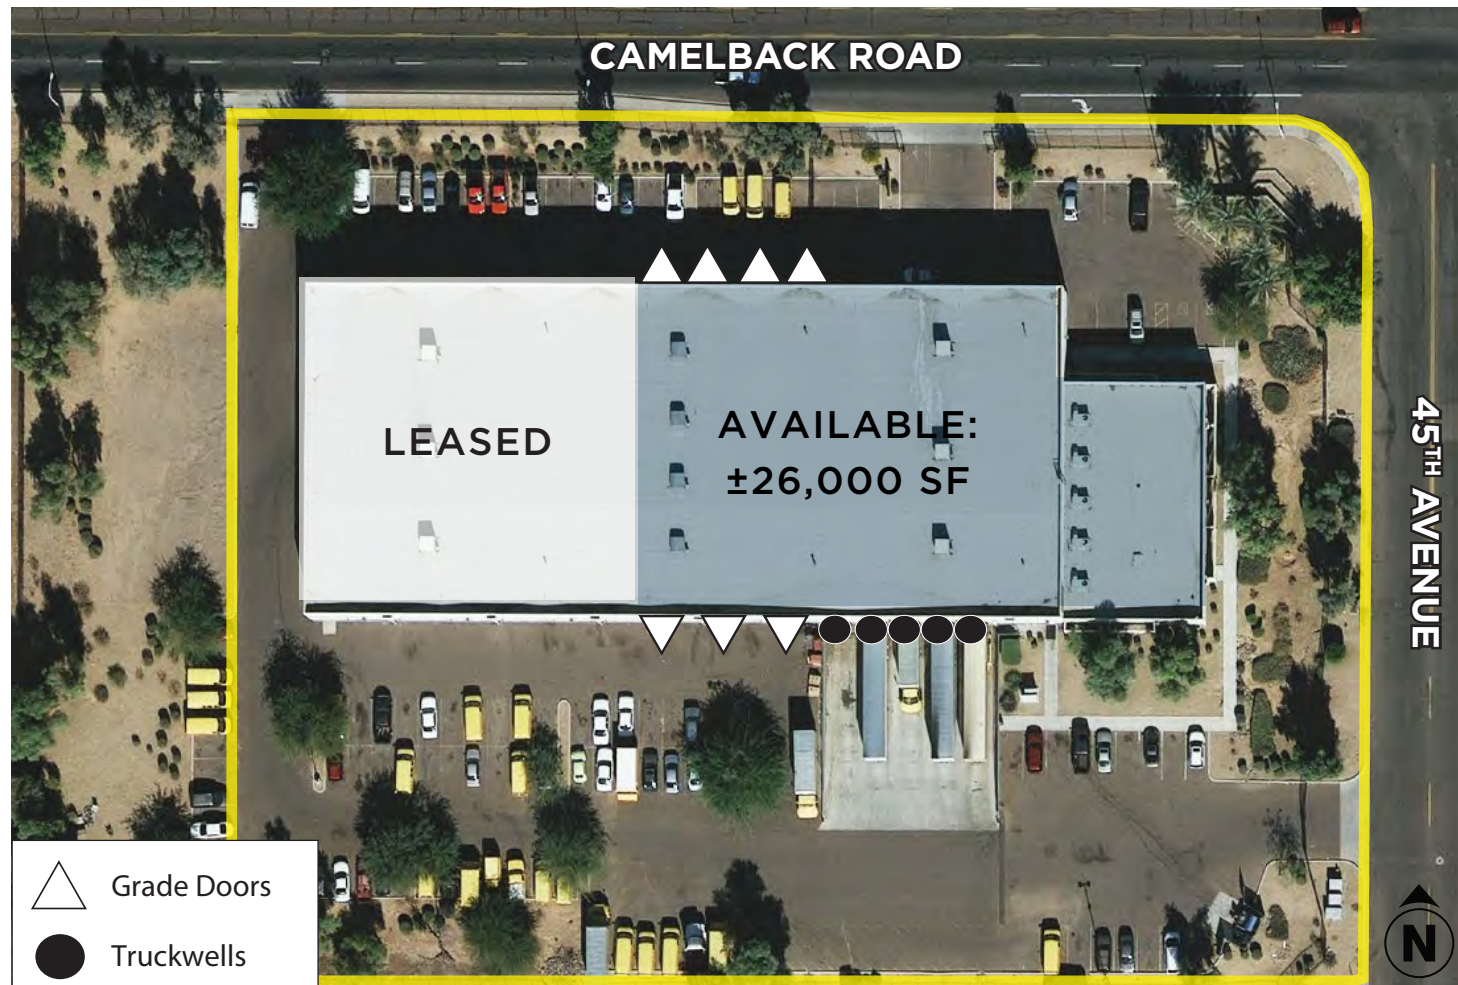 CAMELBACK ROAD
LEASED
AVAILABLE:
±26,000 SF
45TH AVENUE
Grade Doors
Truckwells
N